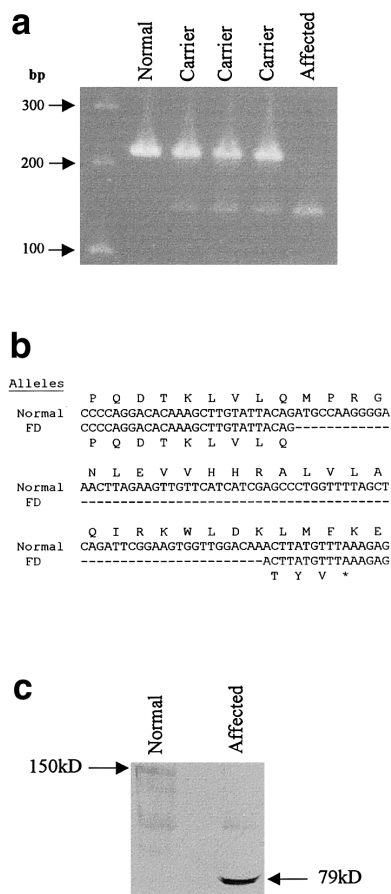 a
bp
Normal
Carrier
Carrier
Carrier
Affected
300
200
100
b
Alleles
P Q D T K L V L Q M P R G
Normal CCCCAGGACACAAAGCTTGTATTACAGATGCCAAGGGGA
FD CCCCAGGACACAAAGCTTGTATTACAG------------
P Q D T K L V L Q
N L E V V H H R A L V L A
Normal AACTTAGAAGTTGTTCATCATCGAGCCCTGGTTTTAGCT
FD ---------------------------------------
Q I R K W L D K L M F K E
Normal CAGATTCGGAAGTGGTTGGACAAACTTATGTTTAAAGAG
FD -----------------------ACTTATGTTTAAAGAG
T Y V *
c
Normal
Affected
150kD
79kD